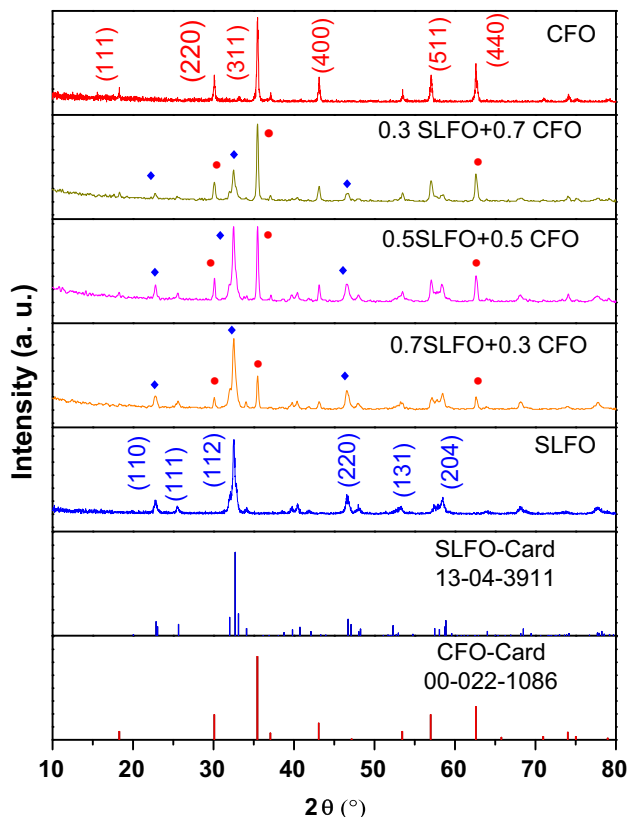 CFO
(111)
(220)
(311)
(400)
(511)
(440)
0.3 SLFO+0.7 CFO
0.5SLFO+0.5 CFO
0.7SLFO+0.3 CFO
SLFO
(110)
(111)
(112)
(220)
(131)
(204)
SLFO-Card
13-04-3911
CFO-Card
00-022-1086
Intensity (a. u.)
10 20 30 40 50 60 70 80
2 θ (°)